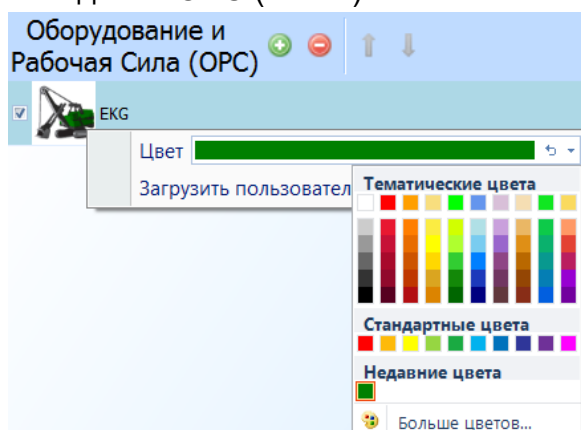 Оборудование и
Рабочая Сила (ОРС)
EKG
Цвет
Загрузить пользовател
Тематические цвета
Стандартные цвета
Недавние цвета
Больше цветов...